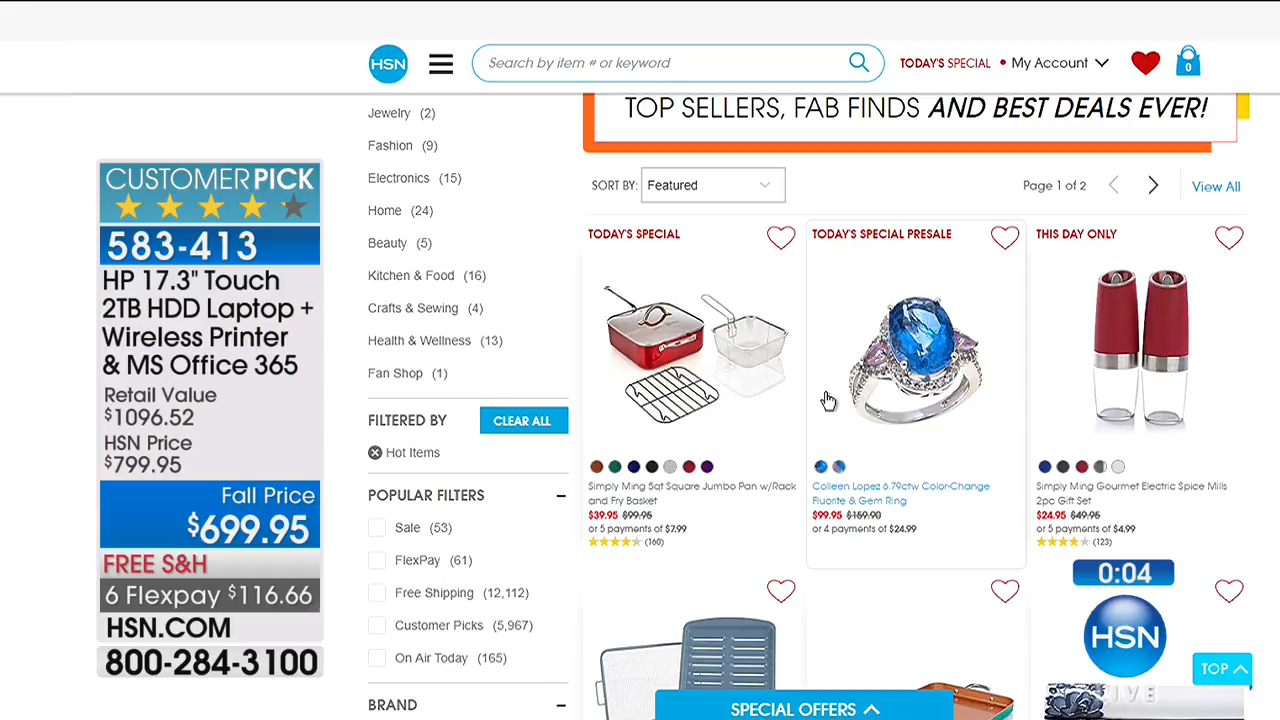 HSN
Search by item # or keyword
TODAY'S SPECIAL
My Account
0
TOP SELLERS, FAB FINDS AND BEST DEALS EVER!
Jewelry (2)
Fashion (9)
Electronics (15)
Home (24)
Beauty (5)
Kitchen & Food (16)
Crafts & Sewing (4)
Health & Wellness (13)
Fan Shop (1)
FILTERED BY
CLEAR ALL
Hot Items
POPULAR FILTERS
Sale (53)
FlexPay (61)
Free Shipping (12,112)
Customer Picks (5,967)
On Air Today (165)
BRAND
SORT BY: Featured
Page 1 of 2
View All
TODAY'S SPECIAL
Simply Ming 5qt Square Jumbo Pan w/Rack
and Fry Basket
$39.95 $99.95
or 5 payments of $7.99
(160)
TODAY'S SPECIAL PRESALE
Colleen Lopez 6.79ctw Color-Change
Fluorite & Gem Ring
$99.95 $159.90
or 4 payments of $24.99
THIS DAY ONLY
Simply Ming Gourmet Electric Spice Mills
2pc Gift Set
$24.95 $49.95
or 5 payments of $4.99
(123)
CUSTOMER PICK
583-413
HP 17.3" Touch
2TB HDD Laptop +
Wireless Printer
& MS Office 365
Retail Value
$1096.52
HSN Price
$799.95
Fall Price
$699.95
FREE S&H
6 Flexpay $116.66
HSN.COM
800-284-3100
0:04
HSN
LIVE
TOP
SPECIAL OFFERS